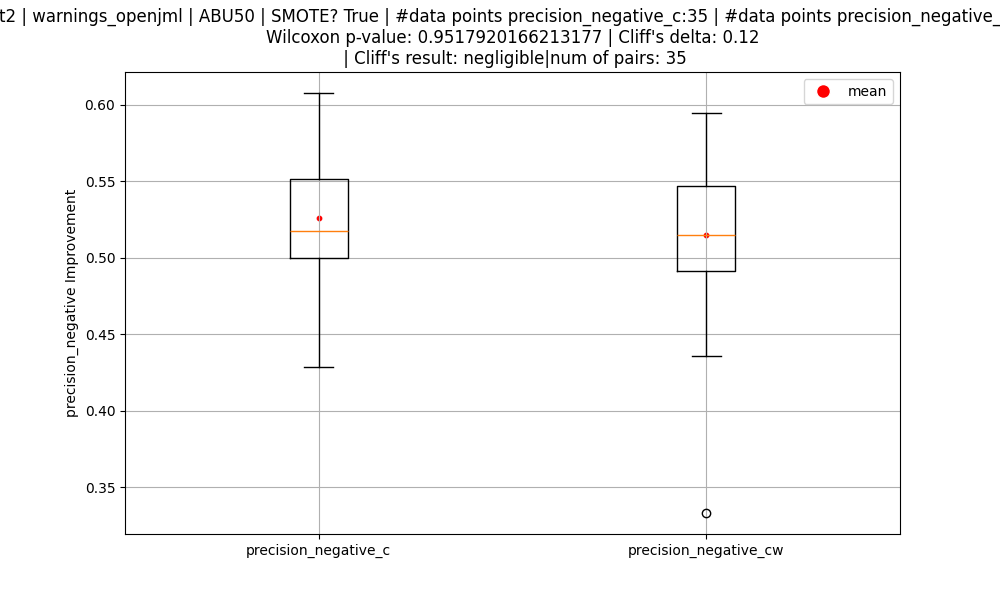 t2 | warnings_openjml | ABU50 | SMOTE? True | #data points precision_negative_c:35 | #data points precision_negative_
Wilcoxon p-value: 0.9517920166213177 | Cliff's delta: 0.12
| Cliff's result: negligible|num of pairs: 35
mean
precision_negative Improvement
0.60
0.55
0.50
0.45
0.40
0.35
precision_negative_c
precision_negative_cw